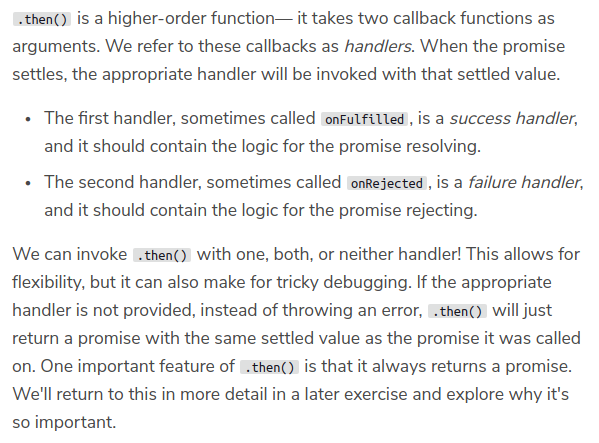 .then() is a higher-order function— it takes two callback functions as
arguments. We refer to these callbacks as handlers. When the promise
settles, the appropriate handler will be invoked with that settled value.
• The first handler, sometimes called onFulfilled, is a success handler,
and it should contain the logic for the promise resolving.
• The second handler, sometimes called onRejected, is a failure handler,
and it should contain the logic for the promise rejecting.
We can invoke .then() with one, both, or neither handler! This allows for
flexibility, but it can also make for tricky debugging. If the appropriate
handler is not provided, instead of throwing an error, .then() will just
return a promise with the same settled value as the promise it was called
on. One important feature of .then() is that it always returns a promise.
We'll return to this in more detail in a later exercise and explore why it's
so important.